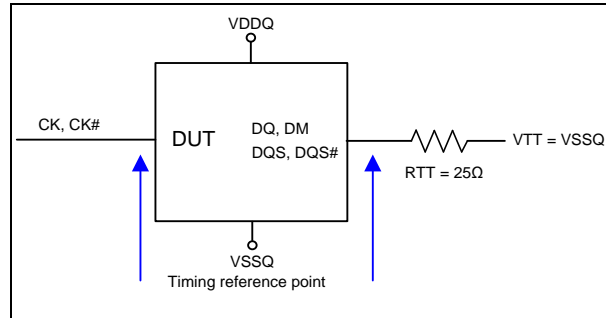 VDDQ
CK, CK#
DUT
DQ, DM
DQS, DQS#
VTT = VSSQ
RTT = 25Ω
VSSQ
Timing reference point